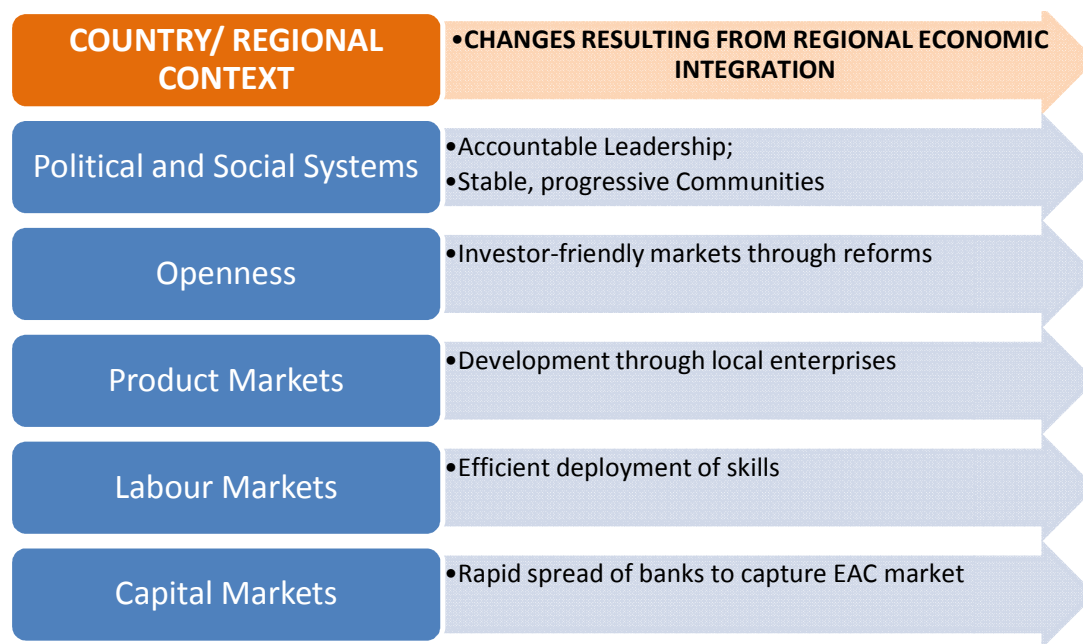 COUNTRY/ REGIONAL
CONTEXT
•CHANGES RESULTING FROM REGIONAL ECONOMIC
INTEGRATION
Political and Social Systems
•Accountable Leadership;
•Stable, progressive Communities
Openness
•Investor-friendly markets through reforms
Product Markets
•Development through local enterprises
Labour Markets
•Efficient deployment of skills
Capital Markets
•Rapid spread of banks to capture EAC market